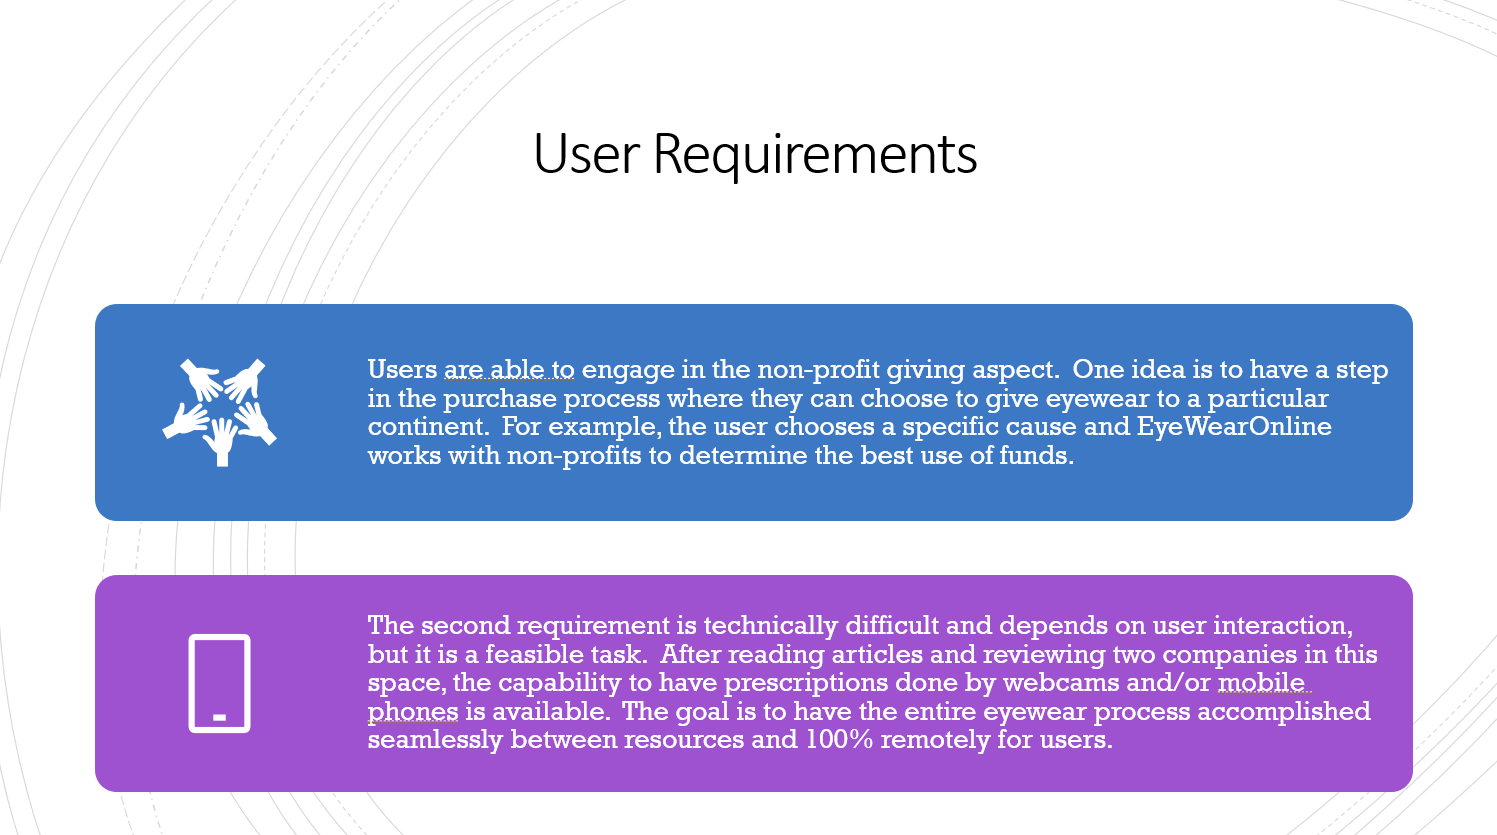 User Requirements
Users are able to engage in the non-profit giving aspect.  One idea is to have a step
in the purchase process where they can choose to give eyewear to a particular
continent.  For example, the user chooses a specific cause and EyeWearOnline
works with non-profits to determine the best use of funds.
The second requirement is technically difficult and depends on user interaction,
but it is a feasible task.  After reading articles and reviewing two companies in this
space, the capability to have prescriptions done by webcams and/or mobile
phones is available.  The goal is to have the entire eyewear process accomplished
seamlessly between resources and 100% remotely for users.